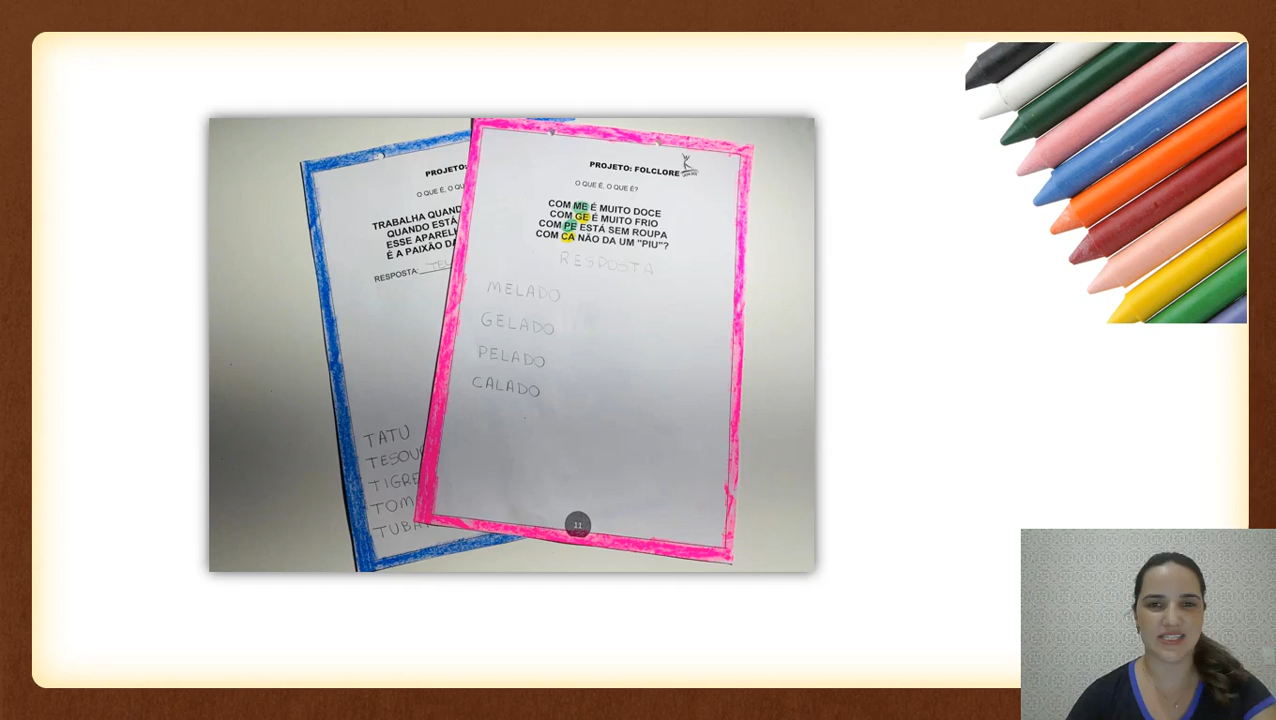 PROJETO:
O QUE É, O QU
TRABALHA QUAND
QUANDO ESTÁ
ESSE APARELH
É A PAIXÃO DA
RESPOSTA:
TATU
TIGRE
PROJETO: FOLCLORE
O QUE É, O QUE É?
COM ME É MUITO DOCE
COM GE É MUITO FRIO
COM PE ESTÁ SEM ROUPA
COM CA NÃO DA UM "PIU"?
RESPOSTA
MELADO
GELADO
PELADO
CALADO
11